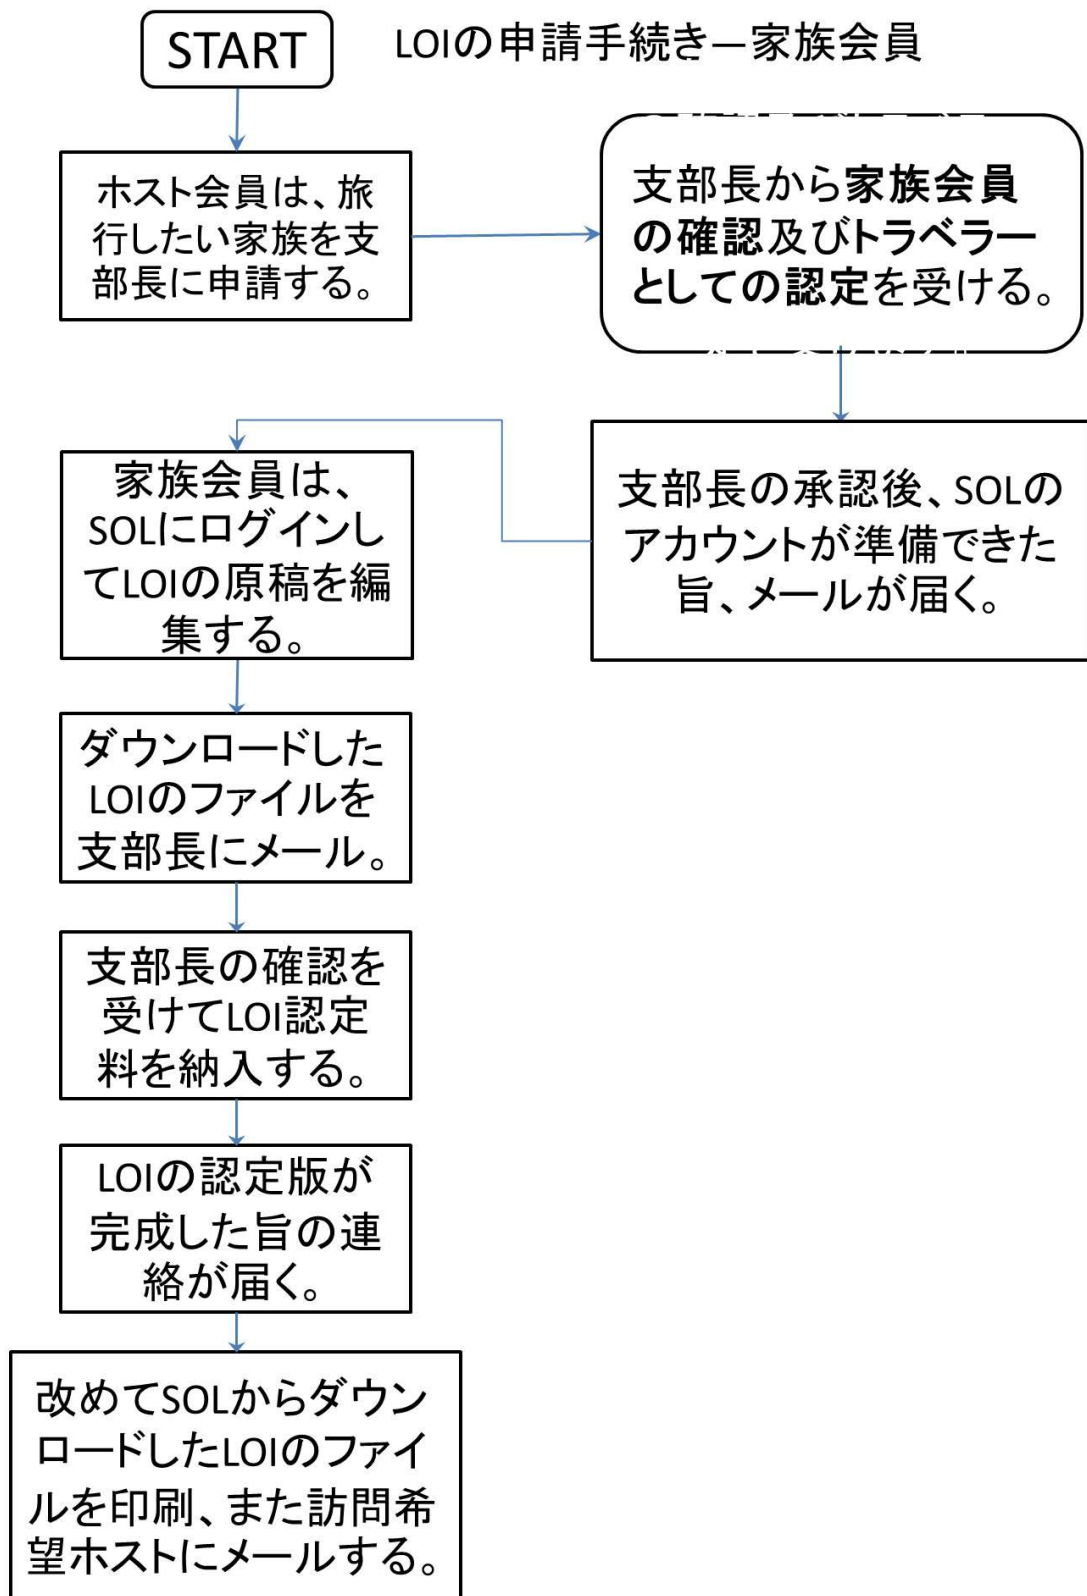 START
LOIの申請手続き―家族会員
ホスト会員は、旅
行したい家族を支
部長に申請する。
支部長から家族会員
の確認及びトラベラー
としての認定を受ける。
支部長の承認後、SOLの
アカウントが準備できた
旨、メールが届く。
家族会員は、
SOLにログインし
てLOIの原稿を編
集する。
ダウンロードした
LOIのファイルを
支部長にメール。
支部長の確認を
受けてLOI認定
料を納入する。
LOIの認定版が
完成した旨の連
絡が届く。
改めてSOLからダウン
ロードしたLOIのファイ
ルを印刷、また訪問希
望ホストにメールする。